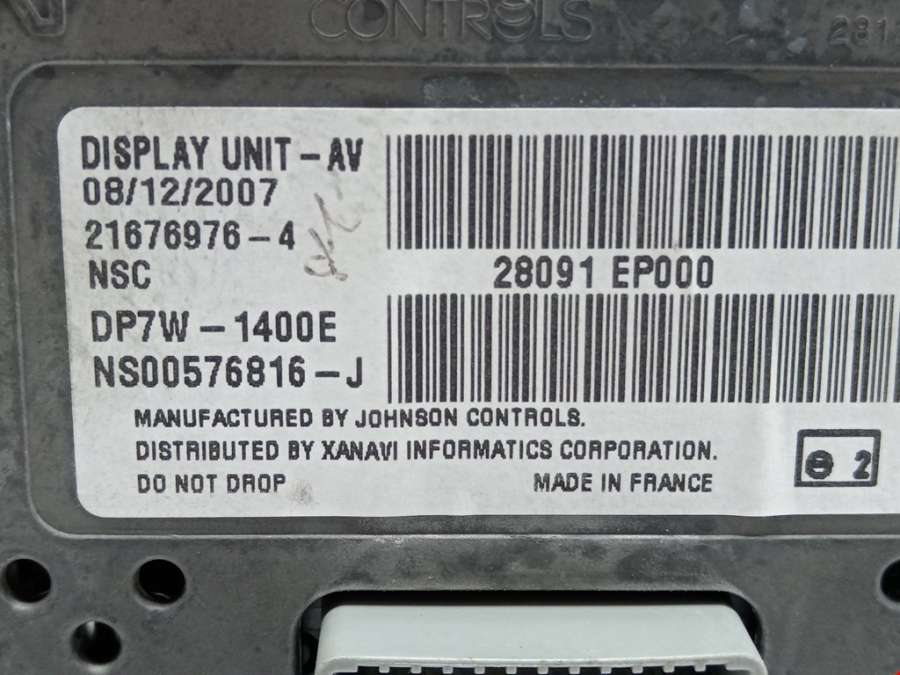 CONTROLS
281
DISPLAY UNIT - AV
08/12/2007
21676976 - 4
NSC
28091 EP000
DP7W - 1400E
NS00576816 - J
MANUFACTURED BY JOHNSON CONTROLS.
DISTRIBUTED BY XANAVI INFORMATICS CORPORATION.
2
DO NOT DROP MADE IN FRANCE